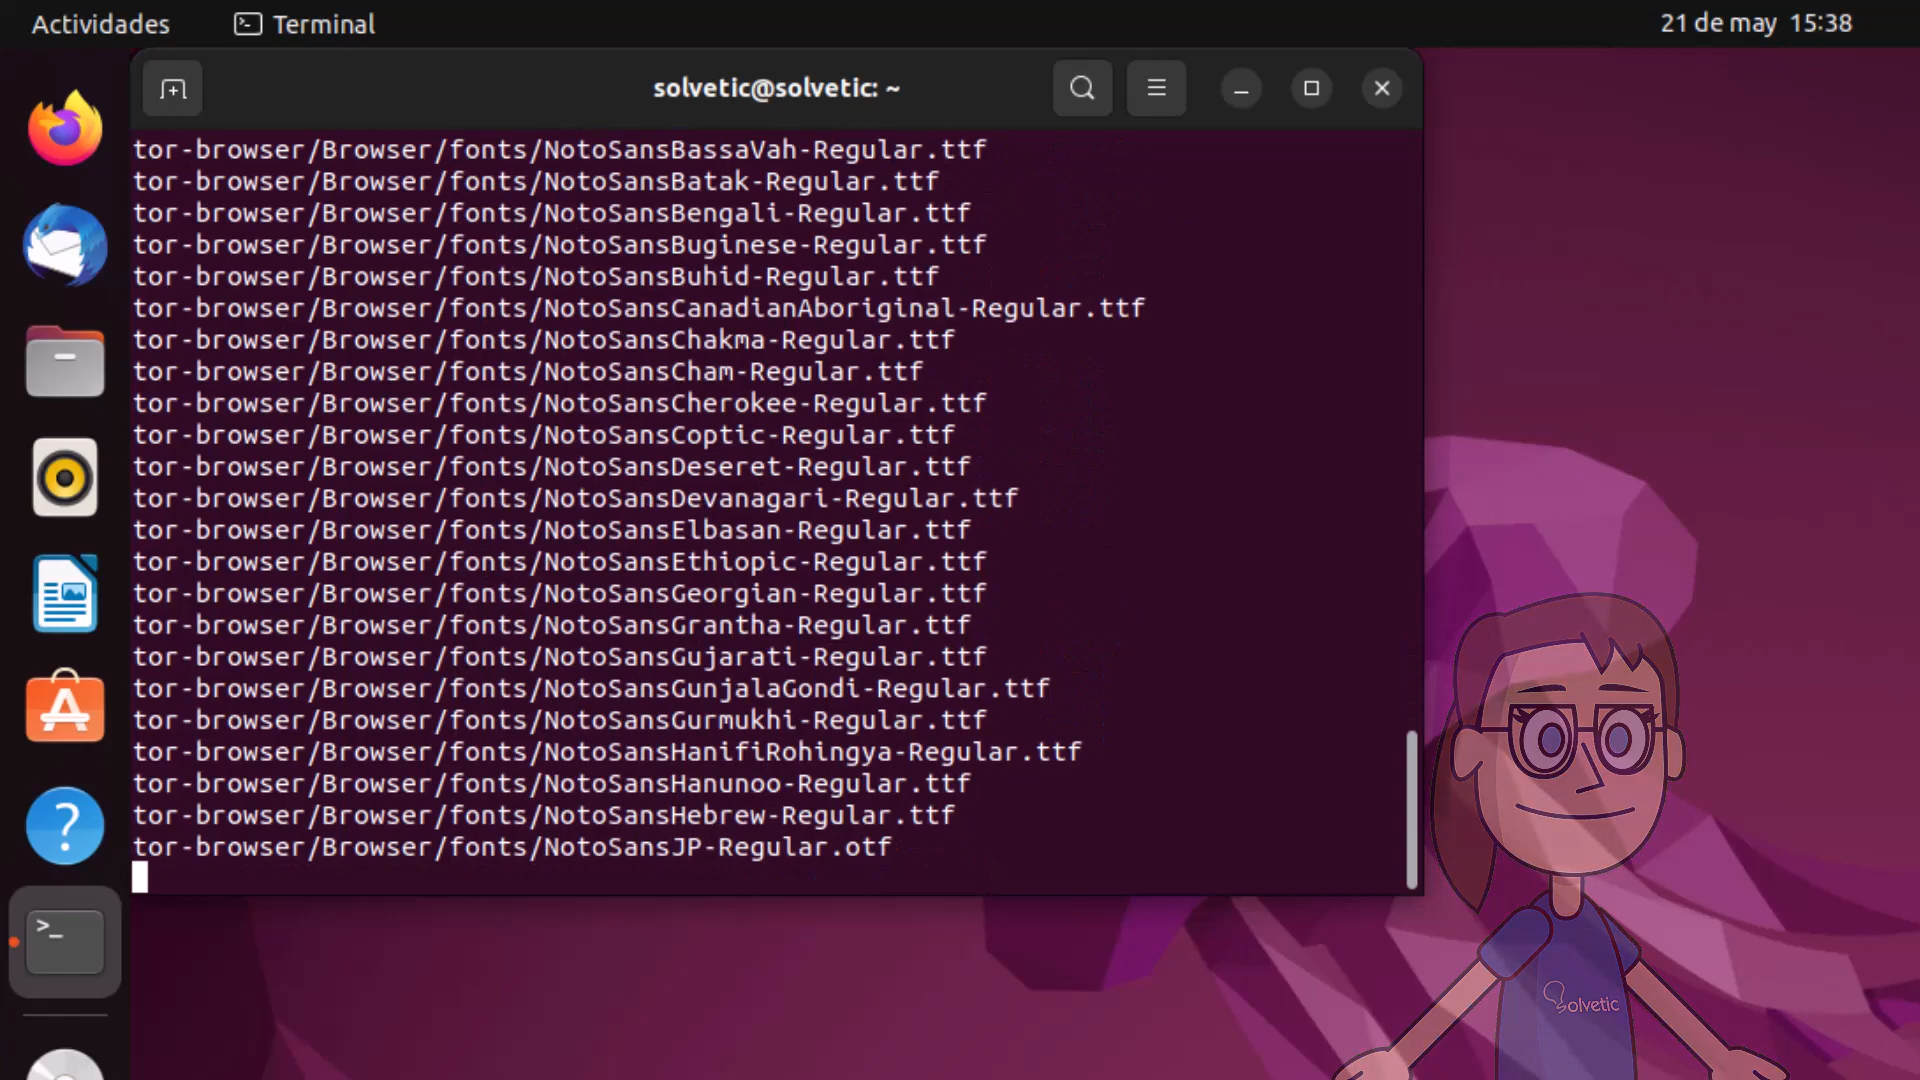 Actividades
Terminal
21 de may 15:38
solvetic@solvetic: ~
tor-browser/Browser/fonts/NotoSansBassaVah-Regular.ttf
tor-browser/Browser/fonts/NotoSansBatak-Regular.ttf
tor-browser/Browser/fonts/NotoSansBengali-Regular.ttf
tor-browser/Browser/fonts/NotoSansBuginese-Regular.ttf
tor-browser/Browser/fonts/NotoSansBuhid-Regular.ttf
tor-browser/Browser/fonts/NotoSansCanadianAboriginal-Regular.ttf
tor-browser/Browser/fonts/NotoSansChakma-Regular.ttf
tor-browser/Browser/fonts/NotoSansCham-Regular.ttf
tor-browser/Browser/fonts/NotoSansCherokee-Regular.ttf
tor-browser/Browser/fonts/NotoSansCoptic-Regular.ttf
tor-browser/Browser/fonts/NotoSansDeseret-Regular.ttf
tor-browser/Browser/fonts/NotoSansDevanagari-Regular.ttf
tor-browser/Browser/fonts/NotoSansElbasan-Regular.ttf
tor-browser/Browser/fonts/NotoSansEthiopic-Regular.ttf
tor-browser/Browser/fonts/NotoSansGeorgian-Regular.ttf
tor-browser/Browser/fonts/NotoSansGrantha-Regular.ttf
tor-browser/Browser/fonts/NotoSansGujarati-Regular.ttf
tor-browser/Browser/fonts/NotoSansGunjalaGondi-Regular.ttf
tor-browser/Browser/fonts/NotoSansGurmukhi-Regular.ttf
tor-browser/Browser/fonts/NotoSansHanifiRohingya-Regular.ttf
tor-browser/Browser/fonts/NotoSansHanunoo-Regular.ttf
tor-browser/Browser/fonts/NotoSansHebrew-Regular.ttf
tor-browser/Browser/fonts/NotoSansJP-Regular.otf
Solvetic